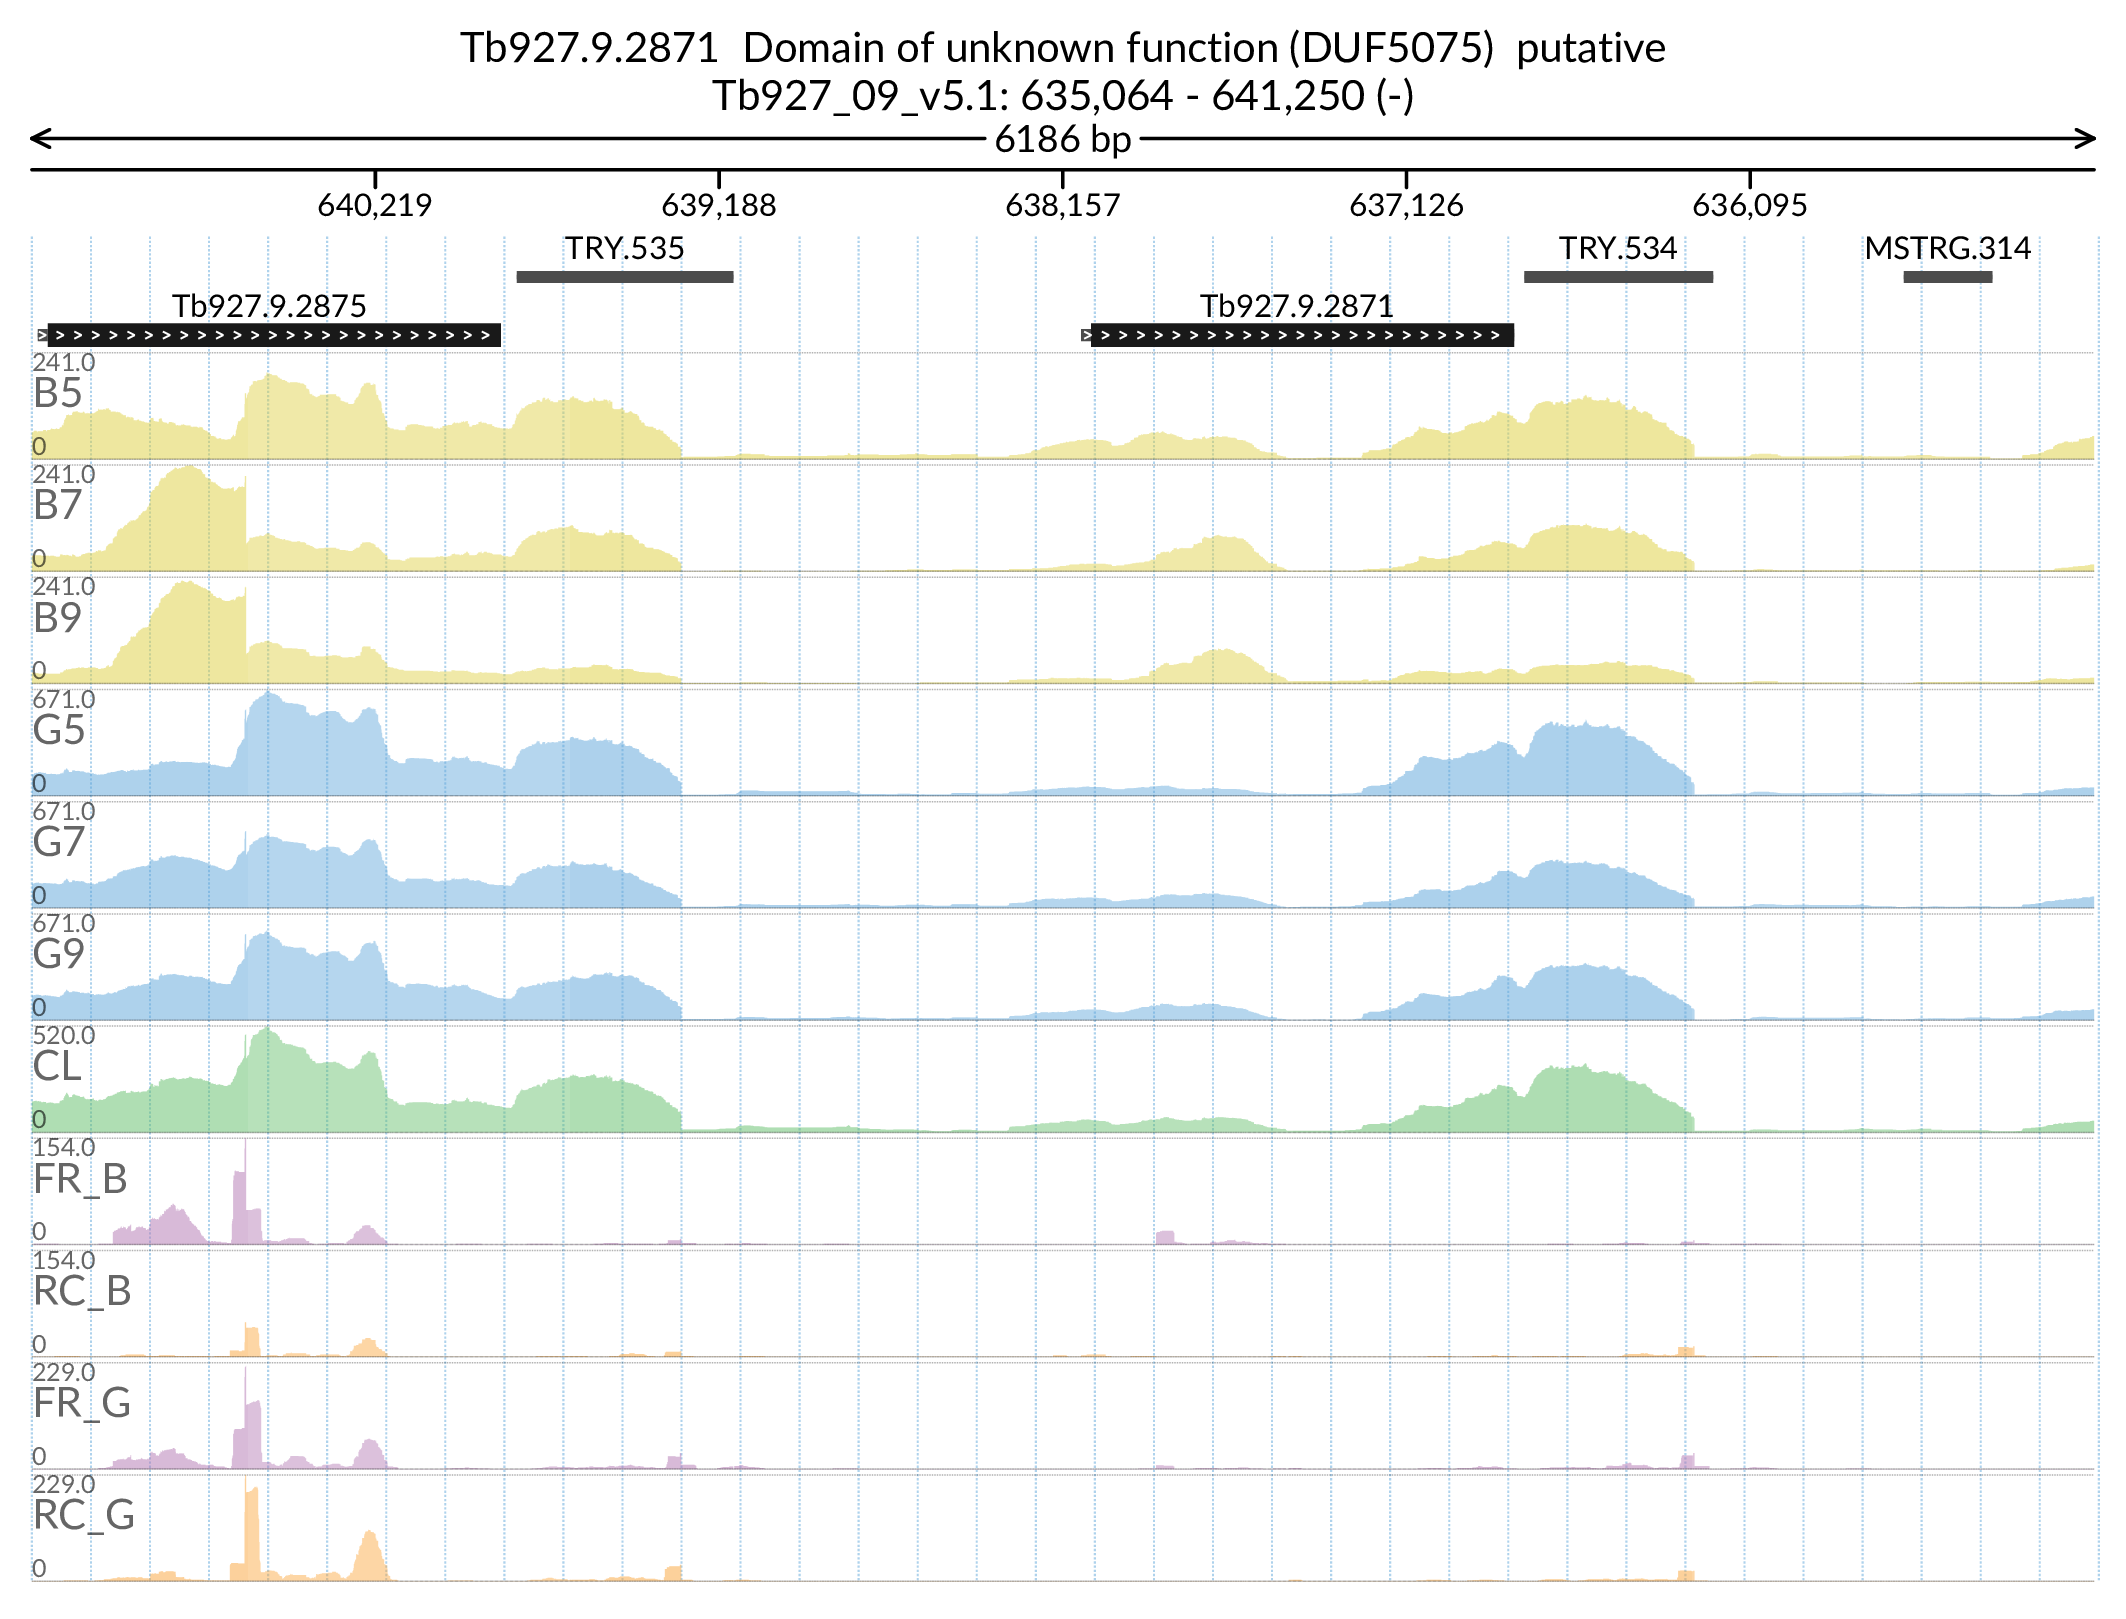 Tb927.9.2871  Domain of unknown function (DUF5075)  putative
Tb927_09_v5.1: 635,064 - 641,250 (-)
6186 bp
640,219 639,188 638,157 637,126 636,095
TRY.535 TRY.534 MSTRG.314
Tb927.9.2875 Tb927.9.2871
241.0
B5
0
241.0
B7
0
241.0
B9
0
671.0
G5
0
671.0
G7
0
671.0
G9
0
520.0
CL
0
154.0
FR_B
0
154.0
RC_B
0
229.0
FR_G
0
229.0
RC_G
0